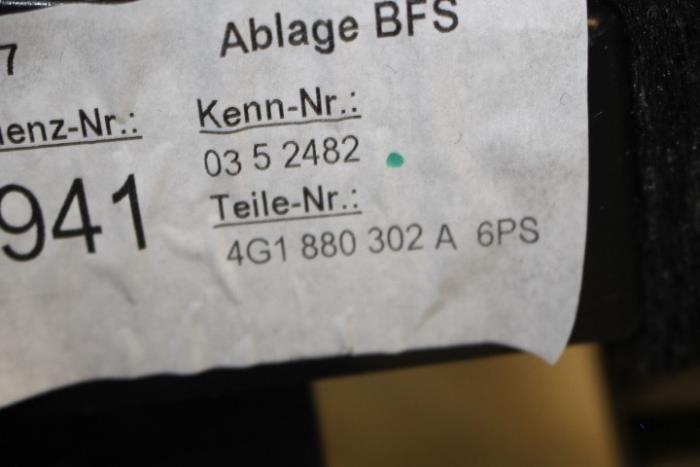 7 Ablage BFS
enz-Nr.: Kenn-Nr.:
03 5 2482
941 Teile-Nr.:
4G1 880 302 A 6PS